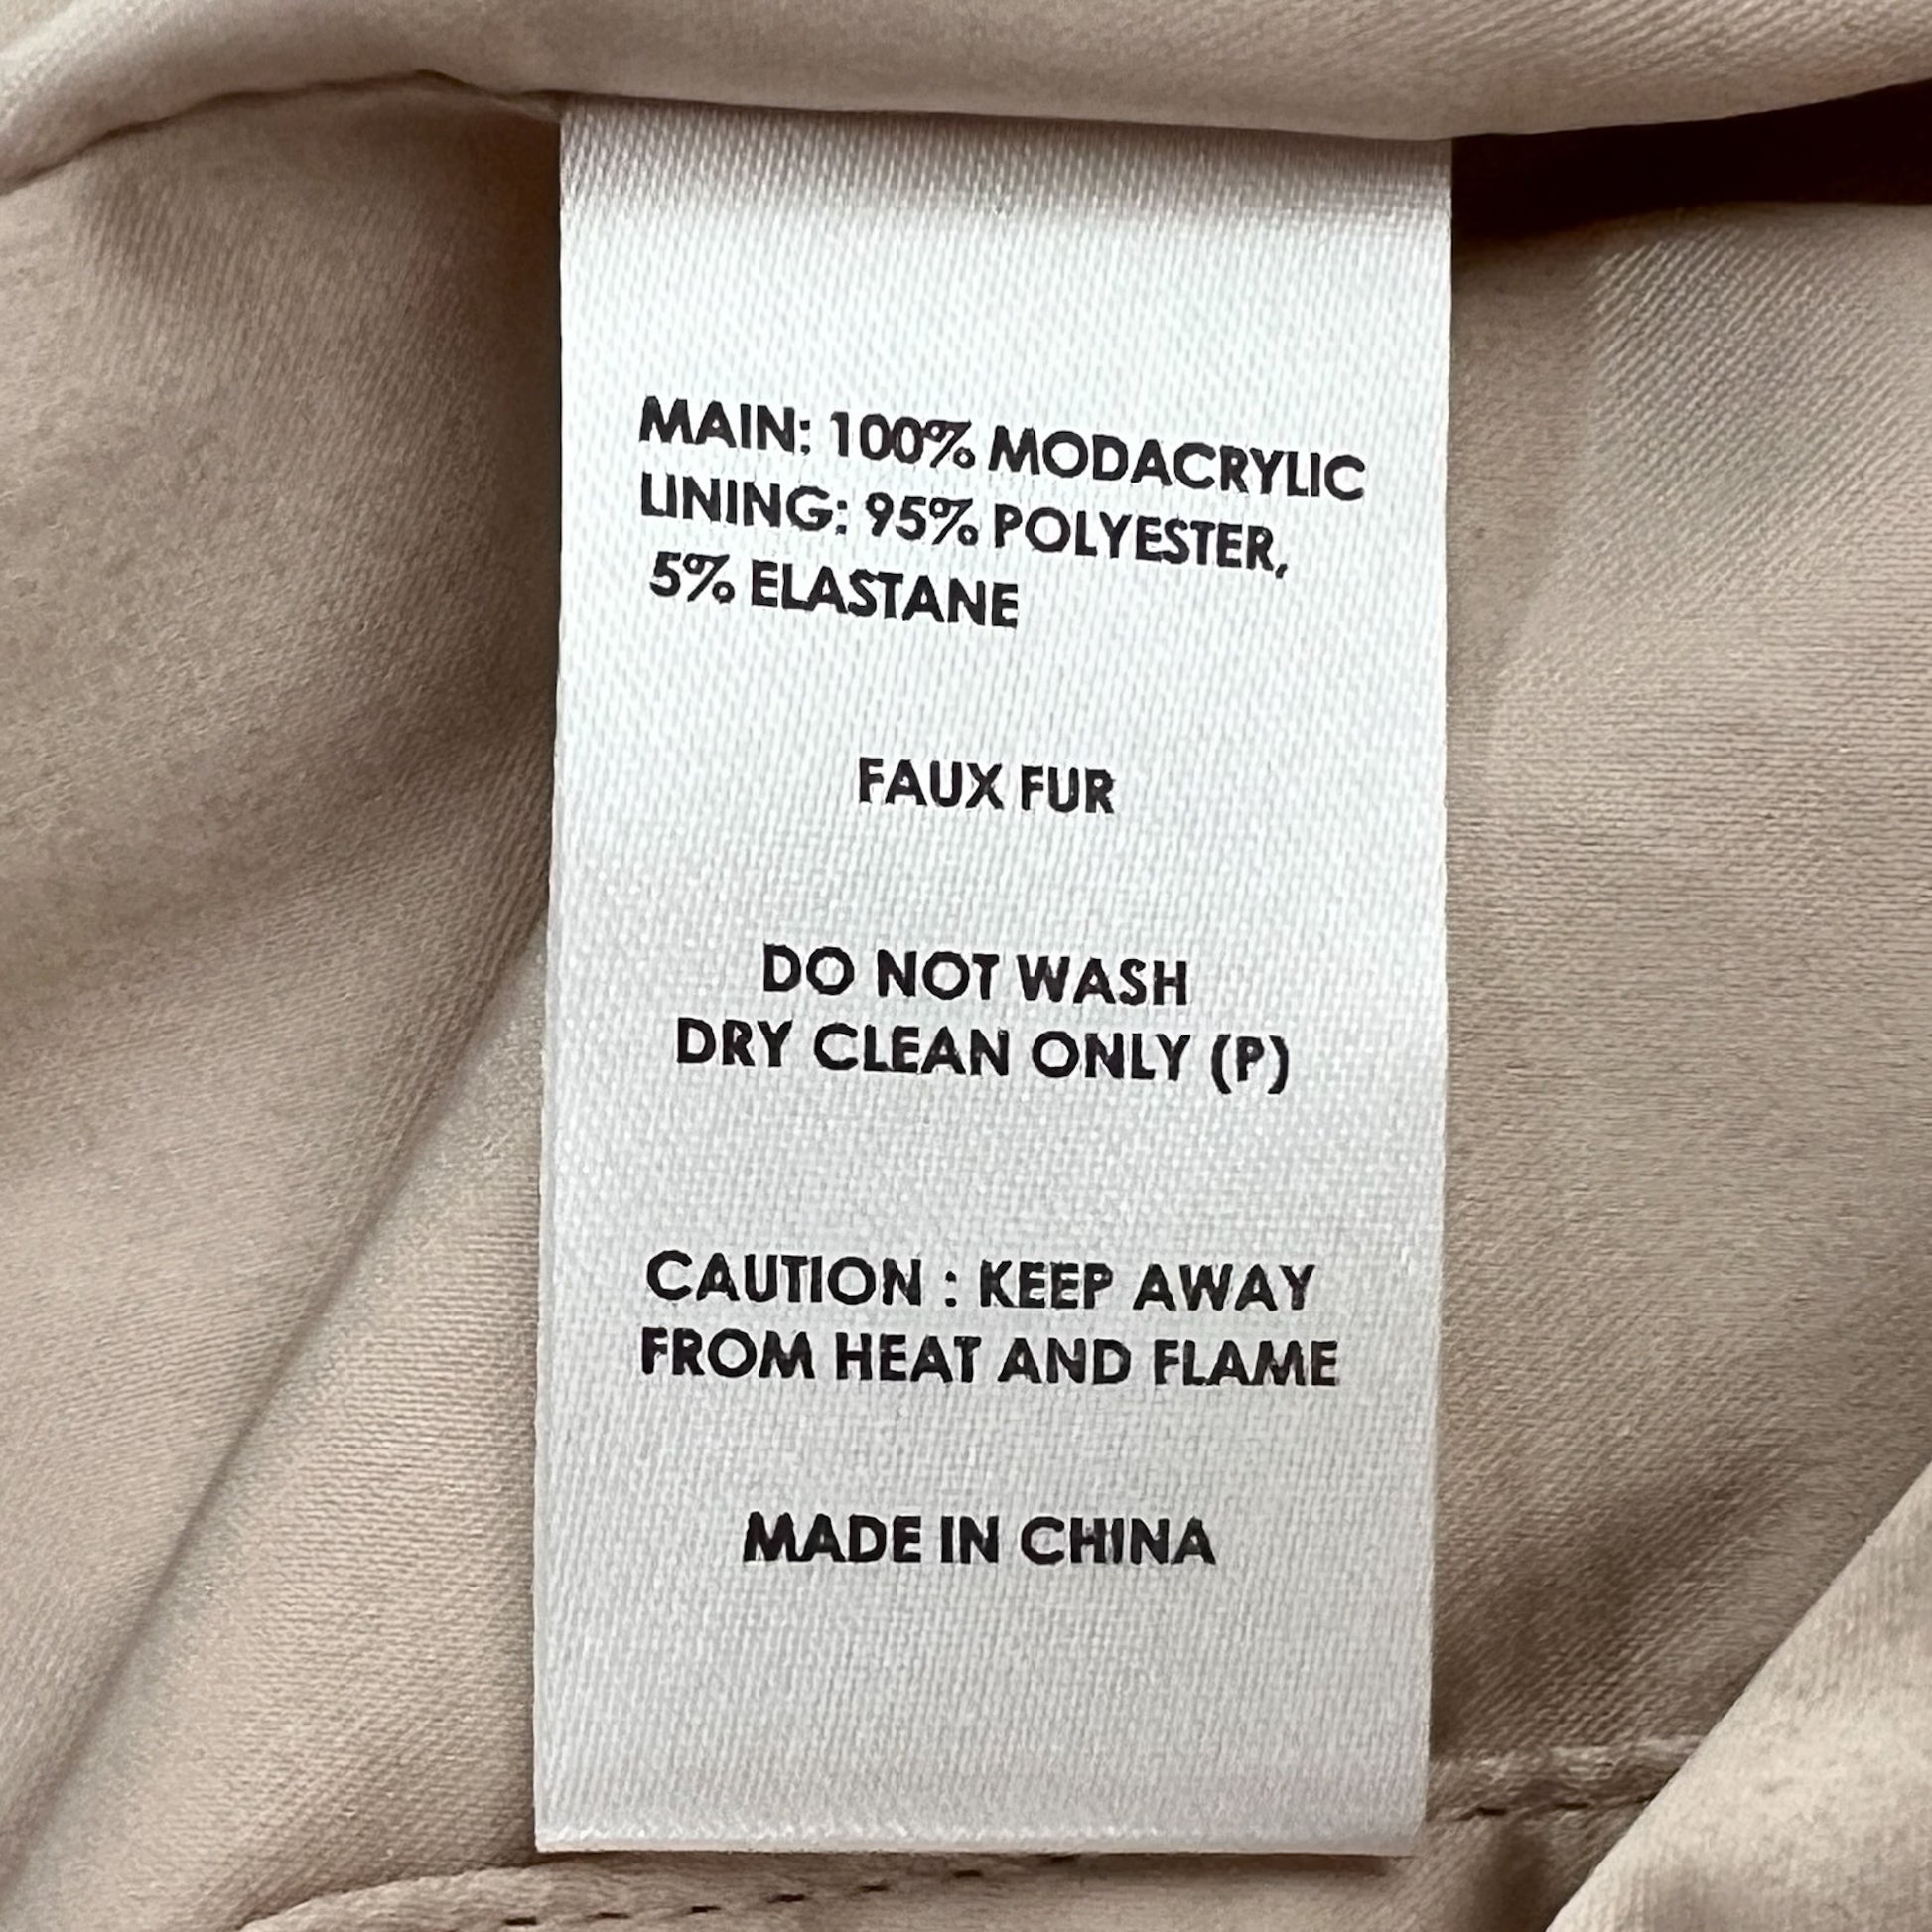 MAIN: 100% MODACRYLIC
LINING: 95% POLYESTER,
5% ELASTANE
FAUX FUR
DO NOT WASH
DRY CLEAN ONLY (P)
CAUTION : KEEP AWAY
FROM HEAT AND FLAME
MADE IN CHINA